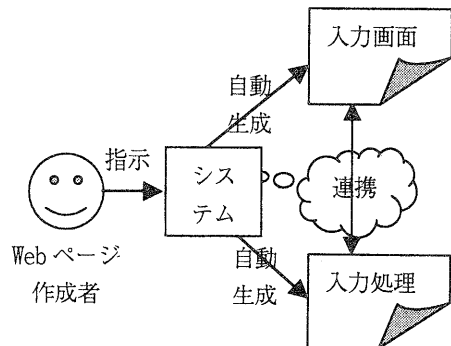 入力画面
自動
生成
指示
シス
テム
連携
Webページ
作成者
自動
生成
入力処理